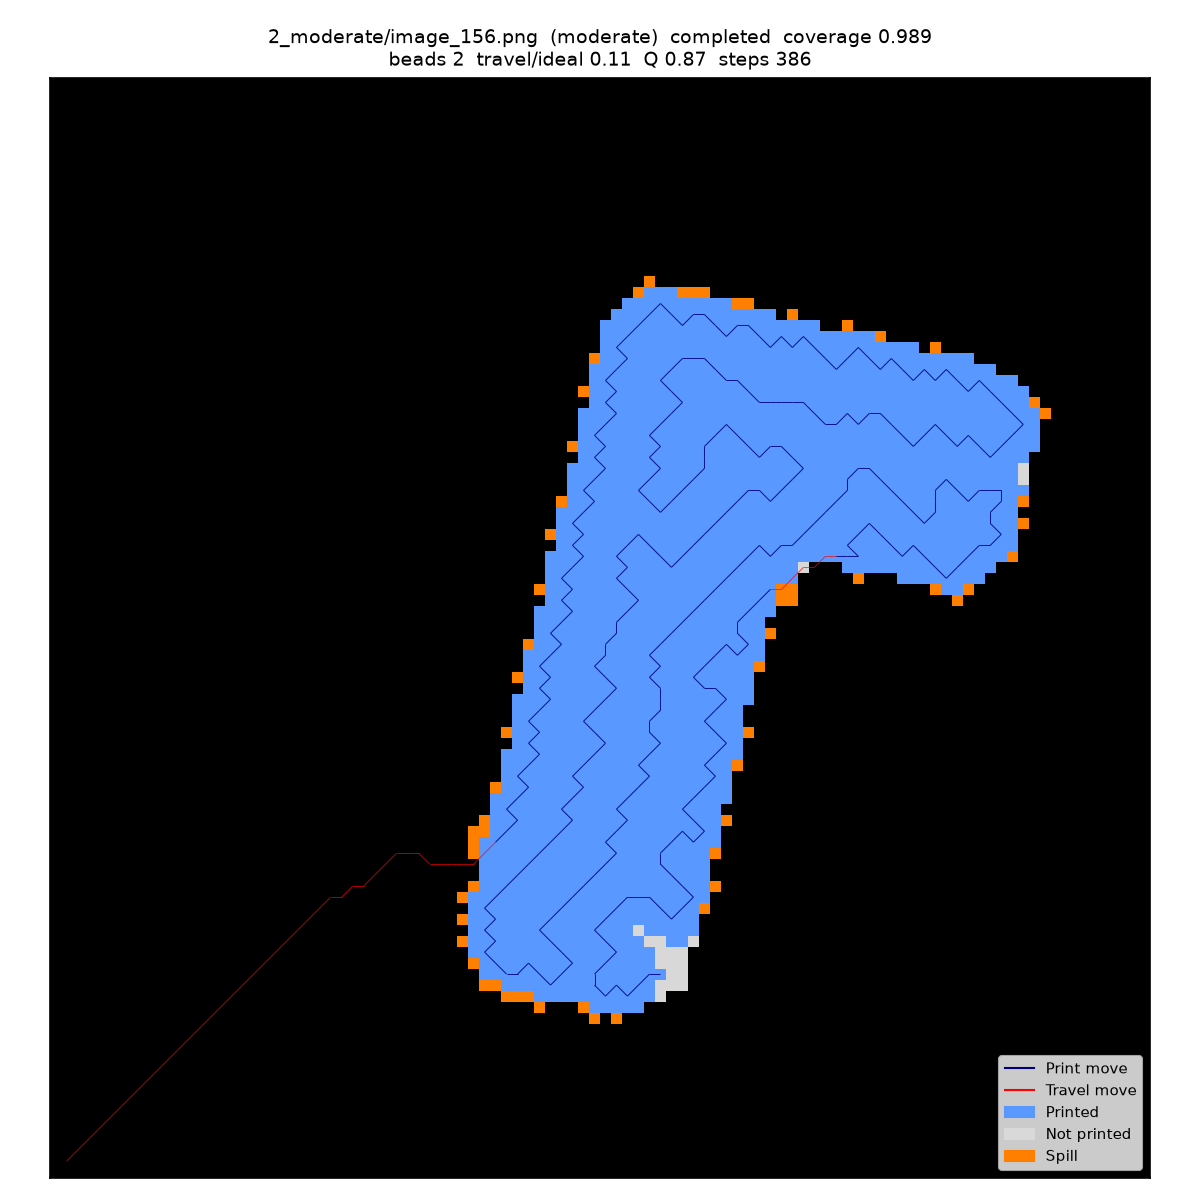 2_moderate/image_156.png  (moderate)  completed  coverage 0.989
beads 2  travel/ideal 0.11  Q 0.87  steps 386
Print move
Travel move
Printed
Not printed
Spill